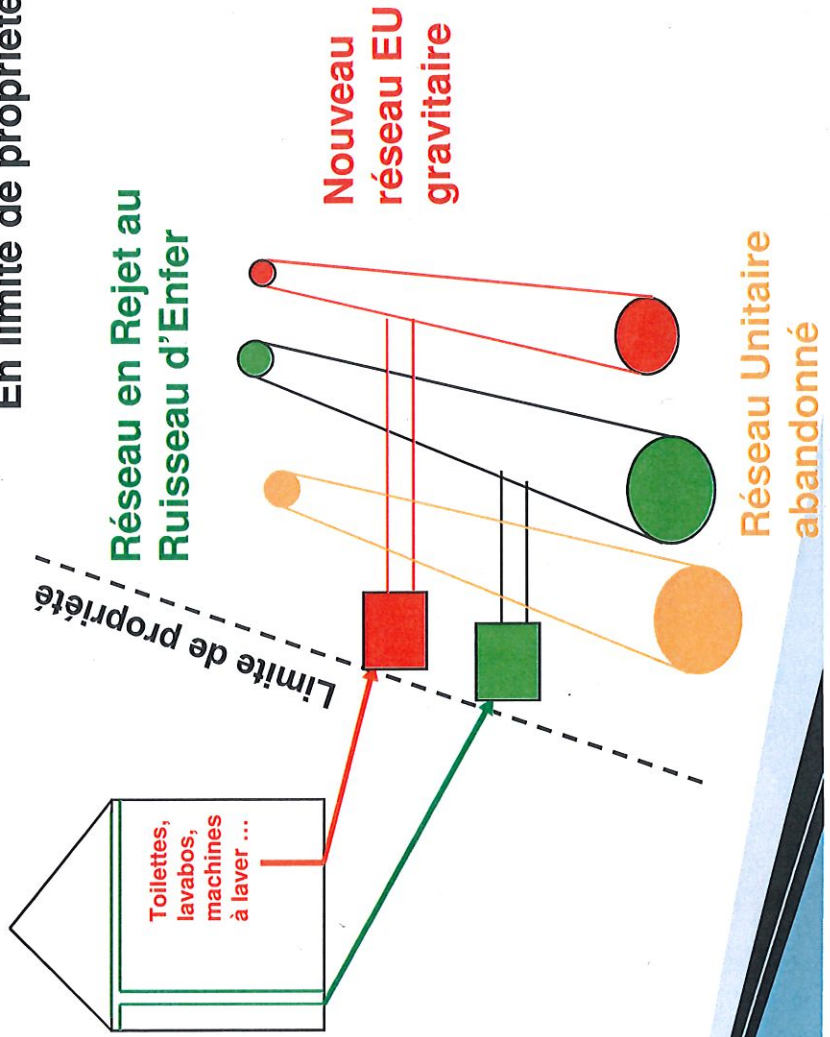 En limite de propriété
Réseau en Rejet au
Ruisseau d'Enfer
Nouveau
réseau EU
gravitaire
Limite de propriété
Toilettes,
lavabos,
machines
à laver ...
Réseau Unitaire
abandonné